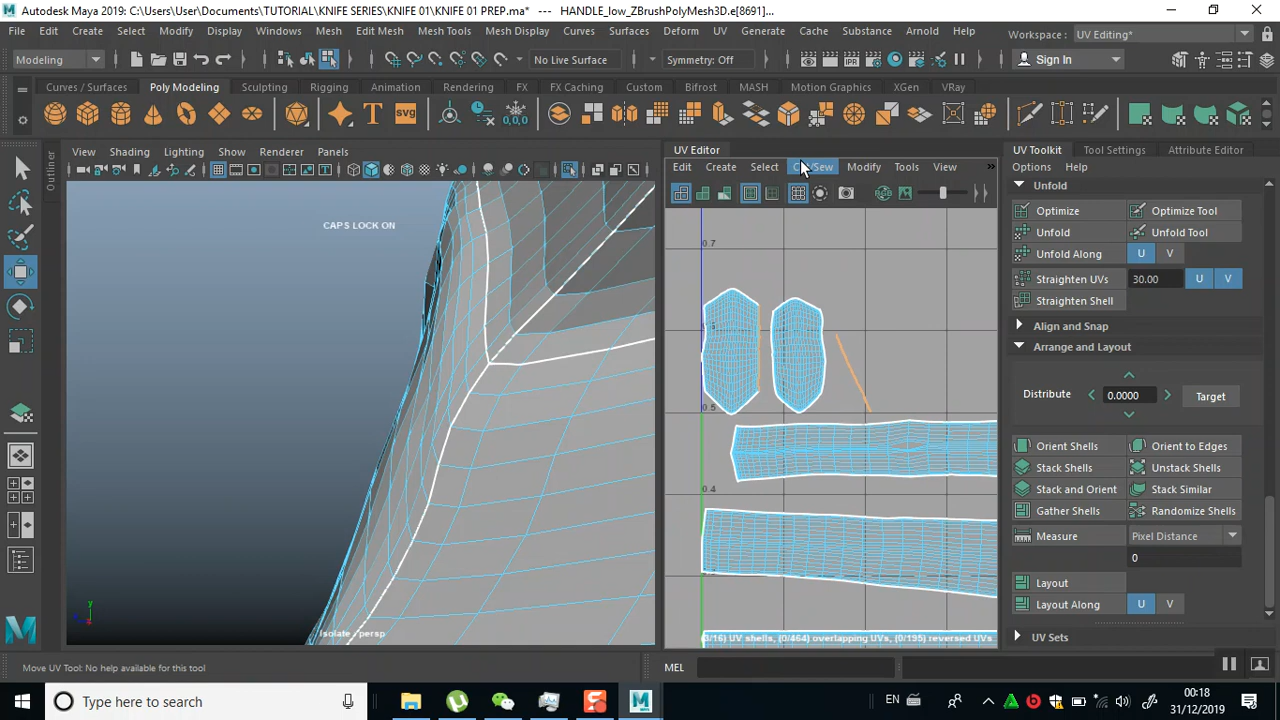 Autodesk Maya 2019: C:\Users\User\Documents\TUTORIAL\KNIFE SERIES\KNIFE 01\KNIFE 01 PREP.ma* --- HANDLE_low_ZBrushPolyMesh3D.e[8691]...
File Edit Create Select Modify Display Windows Mesh Edit Mesh Mesh Tools Mesh Display Curves Surfaces Deform UV Generate Cache Substance Arnold Help Workspace : UV Editing*
Modeling No Live Surface Symmetry: Off Sign In
Curves / Surfaces Poly Modeling Sculpting Rigging Animation Rendering FX FX Caching Custom Bifrost MASH Motion Graphics XGen VRay
SVG 0,0,0
Outliner
View Shading Lighting Show Renderer Panels
UV Editor
Edit Create Select Modify Tools View »
UV Toolkit Tool Settings Attribute Editor
Options Help
Unfold
Optimize Optimize Tool
Unfold Unfold Tool
Unfold Along U V
Straighten UVs 30.00 U V
Straighten Shell
Align and Snap
Arrange and Layout
Distribute 0.0000 Target
Orient Shells Orient to Edges
Stack Shells Unstack Shells
Stack and Orient Stack Similar
Gather Shells Randomize Shells
Measure Pixel Distance
0
Layout
Layout Along U V
UV Sets
CAPS LOCK ON
0.7
0.5
0.4
y
Isolate : persp
(3/16) UV shells, (0/464) overlapping UVs, (0/195) reversed UVs
Move UV Tool: No help available for this tool
MEL
Type here to search
EN
00:18
31/12/2019